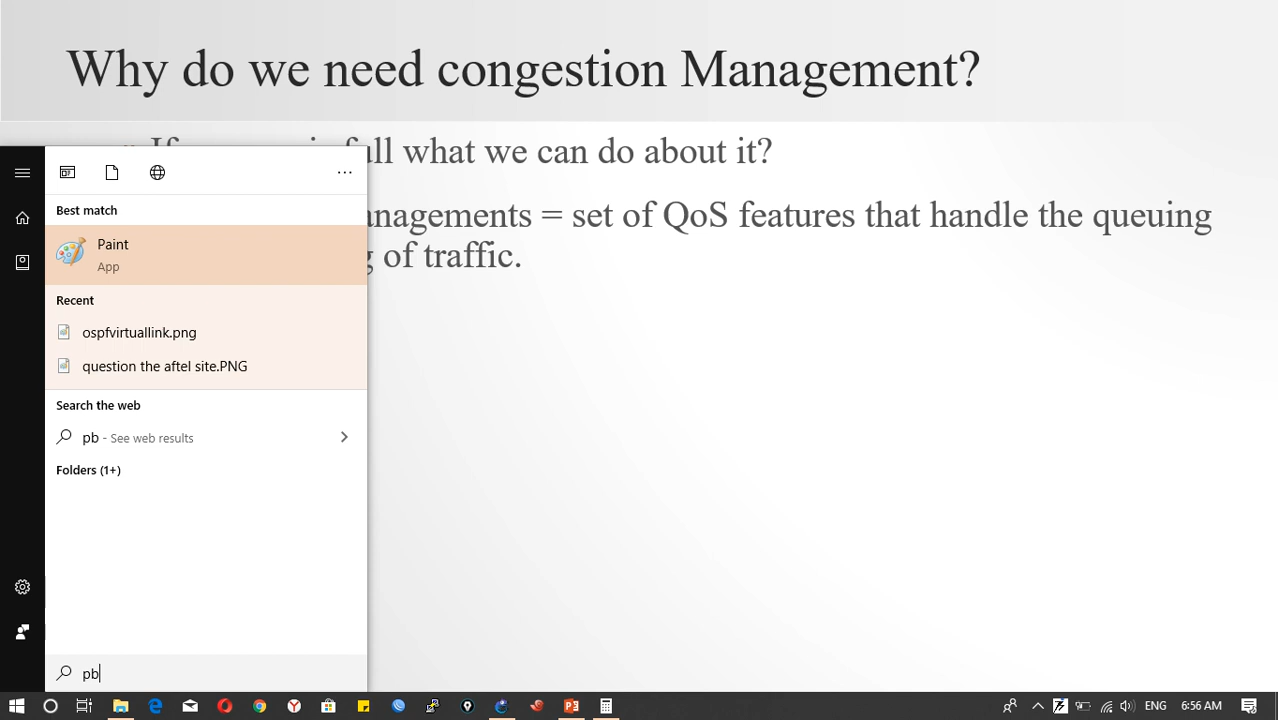 Why do we need congestion Management?
full what we can do about it?
anagements = set of QoS features that handle the queuing
g of traffic.
Best match
Paint
App
Recent
ospfvirtuallink.png
question the aftel site.PNG
Search the web
pb - See web results
Folders (1+)
pb
ENG
6:56 AM